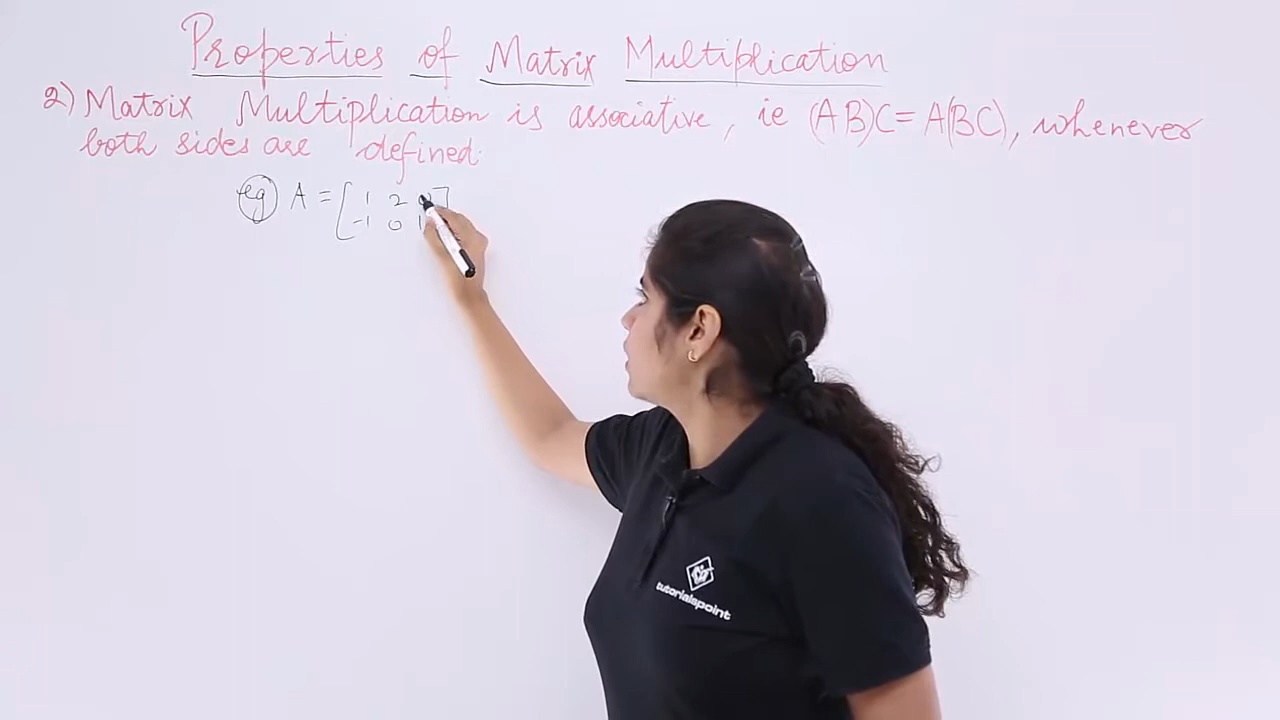 Properties of Matrix Multiplication
2) Matrix Multiplication is associative, ie (AB)C = A(BC), whenever
both sides are defined.
eg A = [ 1 2 0 ]
-1 0 1
tutorialspoint